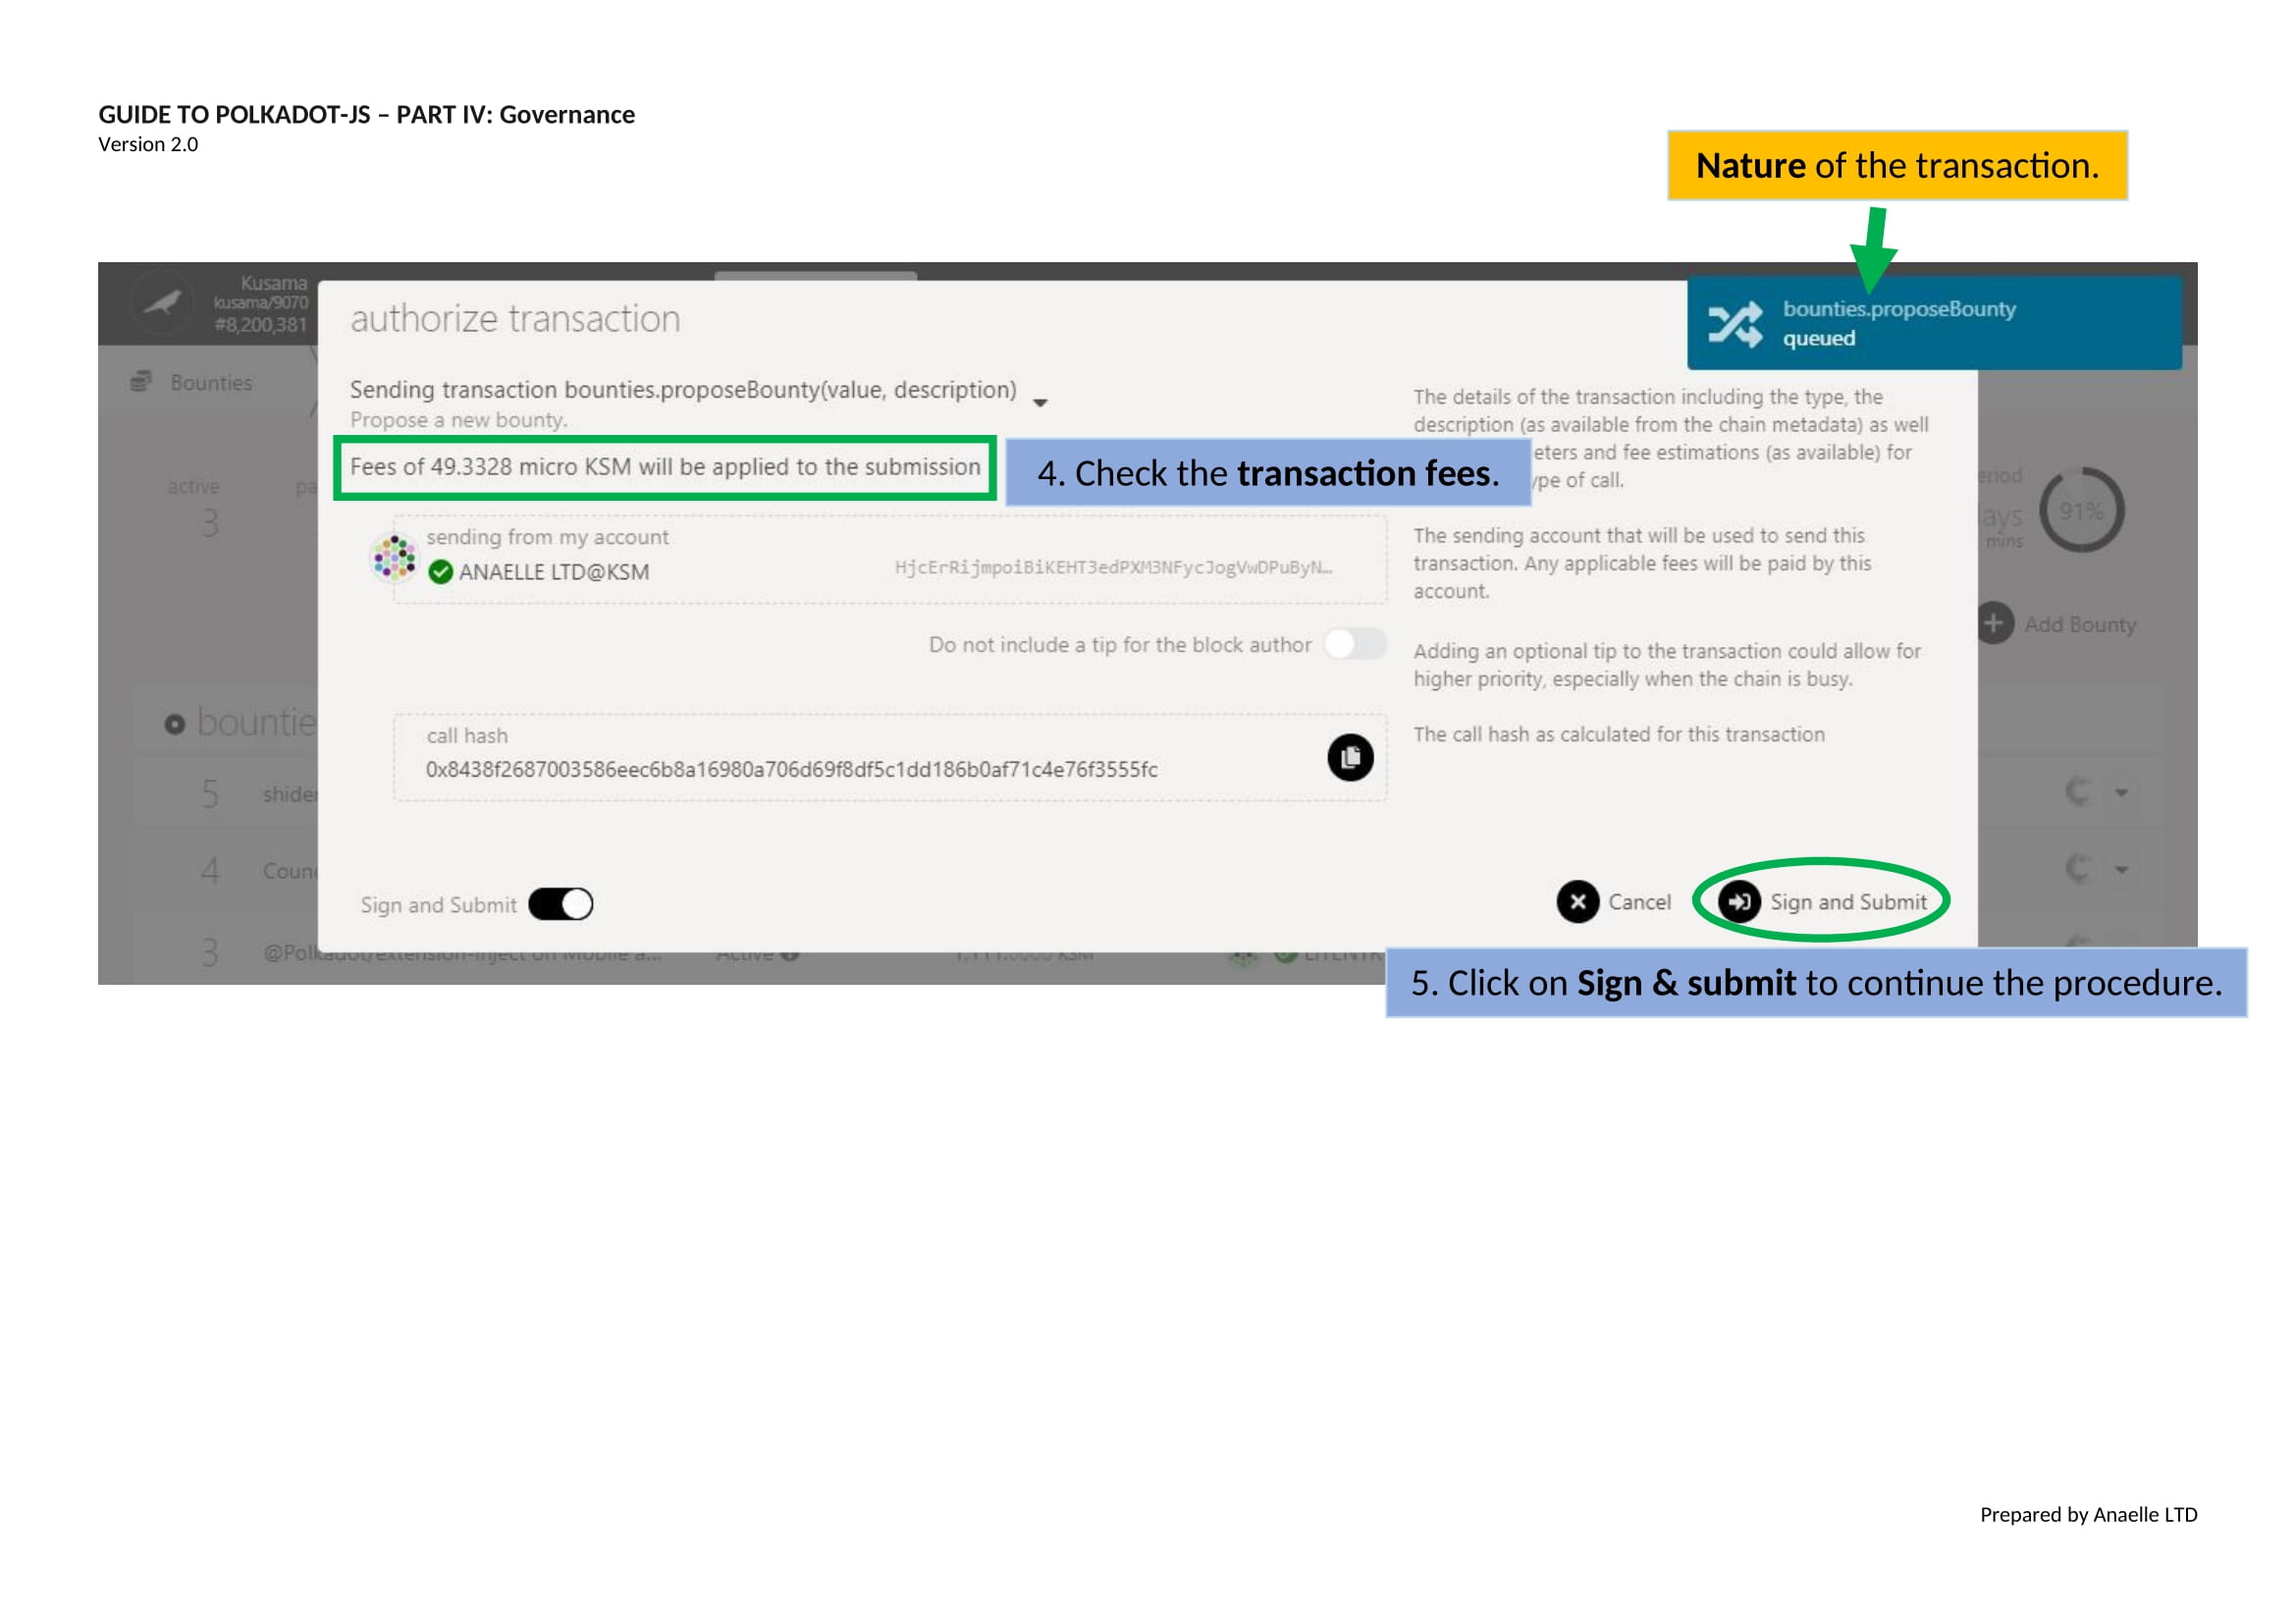 GUIDE TO POLKADOT-JS – PART IV: Governance
Version 2.0
Nature of the transaction.
Kusama
kusama/9070
#8,200,381
authorize transaction
bounties.proposeBounty
queued
Bounties
Sending transaction bounties.proposeBounty(value, description)
Propose a new bounty.
Fees of 49.3328 micro KSM will be applied to the submission
4. Check the transaction fees.
The details of the transaction including the type, the
description (as available from the chain metadata) as well
eters and fee estimations (as available) for
ype of call.
active
3
91%
mins
sending from my account
ANAELLE LTD@KSM
HjcErRijmpoiBiKEHT3edPXM3NFycJogVwDPuByN…
The sending account that will be used to send this
transaction. Any applicable fees will be paid by this
account.
Do not include a tip for the block author
Adding an optional tip to the transaction could allow for
higher priority, especially when the chain is busy.
Add Bounty
bountie
call hash
0x8438f2687003586eec6b8a16980a706d69f8df5c1dd186b0af71c4e76f3555fc
The call hash as calculated for this transaction
5 shide
4 Coun
3
Sign and Submit
Cancel
Sign and Submit
5. Click on Sign & submit to continue the procedure.
Prepared by Anaelle LTD